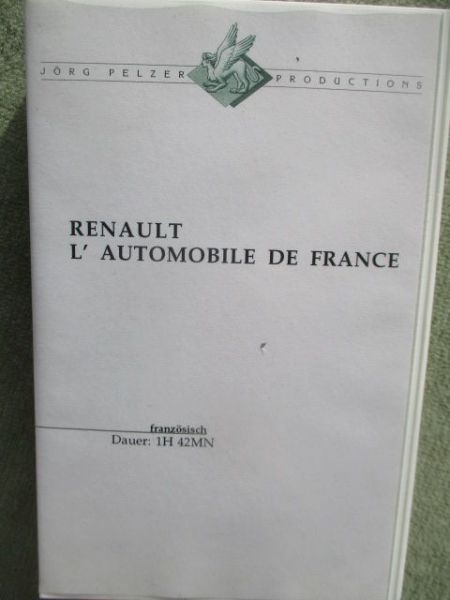 JÖRG PELZER PRODUCTIONS
RENAULT
L' AUTOMOBILE DE FRANCE
französisch
Dauer: 1H 42MN